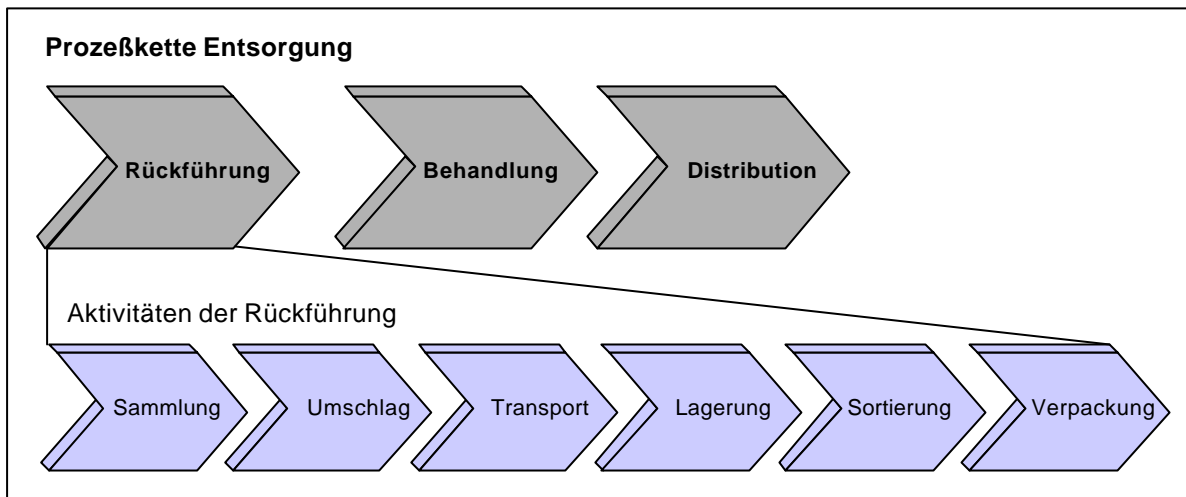 Prozeßkette Entsorgung
Rückführung
Behandlung
Distribution
Aktivitäten der Rückführung
Sammlung
Umschlag
Transport
Lagerung
Sortierung
Verpackung